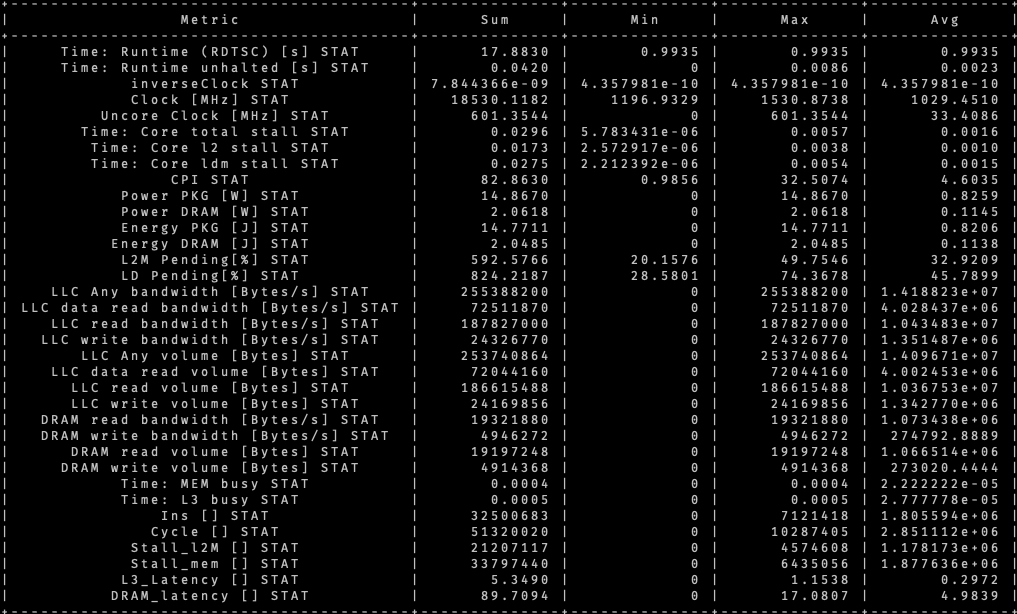 Metric | Sum | Min | Max | Avg
Time: Runtime (RDTSC) [s] STAT | 17.8830 | 0.9935 | 0.9935 | 0.9935
Time: Runtime unhalted [s] STAT | 0.0420 | 0 | 0.0086 | 0.0023
inverseClock STAT | 7.844366e-09 | 4.357981e-10 | 4.357981e-10 | 4.357981e-10
Clock [MHz] STAT | 18530.1182 | 1196.9329 | 1530.8738 | 1029.4510
Uncore Clock [MHz] STAT | 601.3544 | 0 | 601.3544 | 33.4086
Time: Core total stall STAT | 0.0296 | 5.783431e-06 | 0.0057 | 0.0016
Time: Core l2 stall STAT | 0.0173 | 2.572917e-06 | 0.0038 | 0.0010
Time: Core ldm stall STAT | 0.0275 | 2.212392e-06 | 0.0054 | 0.0015
CPI STAT | 82.8630 | 0.9856 | 32.5074 | 4.6035
Power PKG [W] STAT | 14.8670 | 0 | 14.8670 | 0.8259
Power DRAM [W] STAT | 2.0618 | 0 | 2.0618 | 0.1145
Energy PKG [J] STAT | 14.7711 | 0 | 14.7711 | 0.8206
Energy DRAM [J] STAT | 2.0485 | 0 | 2.0485 | 0.1138
L2M Pending[%] STAT | 592.5766 | 20.1576 | 49.7546 | 32.9209
LD Pending[%] STAT | 824.2187 | 28.5801 | 74.3678 | 45.7899
LLC Any bandwidth [Bytes/s] STAT | 255388200 | 0 | 255388200 | 1.418823e+07
LLC data read bandwidth [Bytes/s] STAT | 72511870 | 0 | 72511870 | 4.028437e+06
LLC read bandwidth [Bytes/s] STAT | 187827000 | 0 | 187827000 | 1.043483e+07
LLC write bandwidth [Bytes/s] STAT | 24326770 | 0 | 24326770 | 1.351487e+06
LLC Any volume [Bytes] STAT | 253740864 | 0 | 253740864 | 1.409671e+07
LLC data read volume [Bytes] STAT | 72044160 | 0 | 72044160 | 4.002453e+06
LLC read volume [Bytes] STAT | 186615488 | 0 | 186615488 | 1.036753e+07
LLC write volume [Bytes] STAT | 24169856 | 0 | 24169856 | 1.342770e+06
DRAM read bandwidth [Bytes/s] STAT | 19321880 | 0 | 19321880 | 1.073438e+06
DRAM write bandwidth [Bytes/s] STAT | 4946272 | 0 | 4946272 | 274792.8889
DRAM read volume [Bytes] STAT | 19197248 | 0 | 19197248 | 1.066514e+06
DRAM write volume [Bytes] STAT | 4914368 | 0 | 4914368 | 273020.4444
Time: MEM busy STAT | 0.0004 | 0 | 0.0004 | 2.222222e-05
Time: L3 busy STAT | 0.0005 | 0 | 0.0005 | 2.777778e-05
Ins [] STAT | 32500683 | 0 | 7121418 | 1.805594e+06
Cycle [] STAT | 51320020 | 0 | 10287405 | 2.851112e+06
Stall_l2M [] STAT | 21207117 | 0 | 4574608 | 1.178173e+06
Stall_mem [] STAT | 33797440 | 0 | 6435056 | 1.877636e+06
L3_Latency [] STAT | 5.3490 | 0 | 1.1538 | 0.2972
DRAM_latency [] STAT | 89.7094 | 0 | 17.0807 | 4.9839